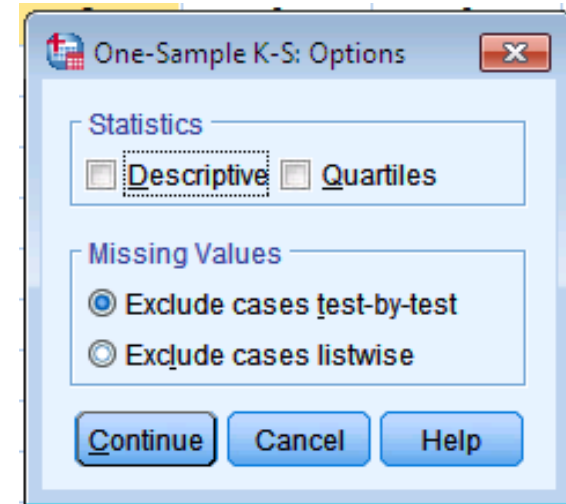 One-Sample K-S: Options
Statistics
Descriptive Quartiles
Missing Values
Exclude cases test-by-test
Exclude cases listwise
Continue Cancel Help